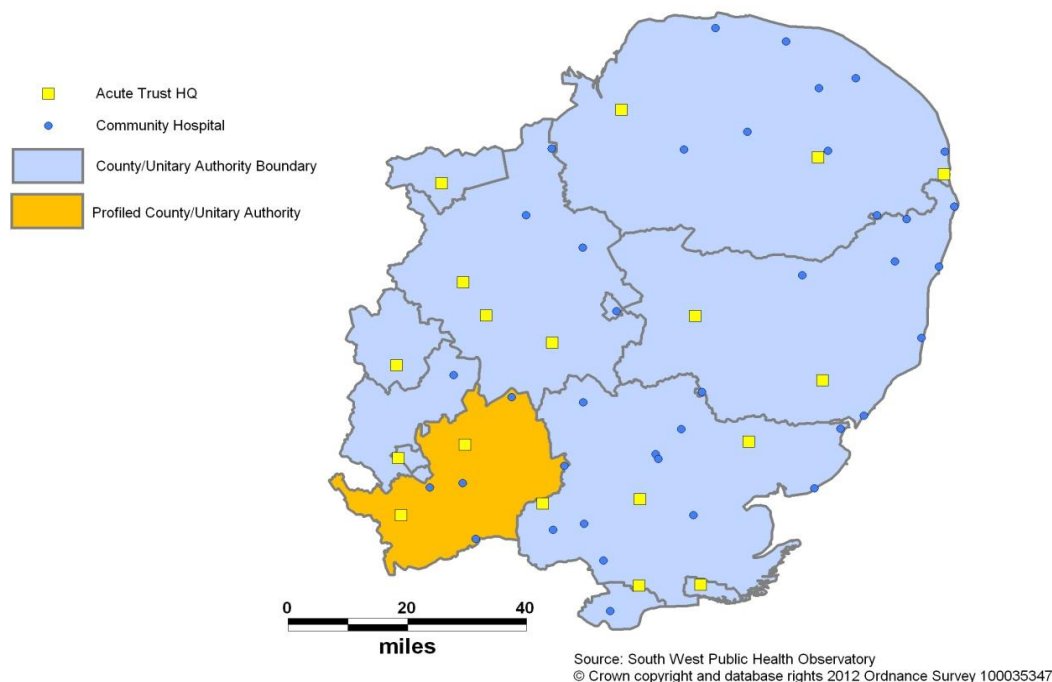 Acute Trust HQ
Community Hospital
County/Unitary Authority Boundary
Profiled County/Unitary Authority
0 20 40
miles
Source: South West Public Health Observatory
© Crown copyright and database rights 2012 Ordnance Survey 100035347